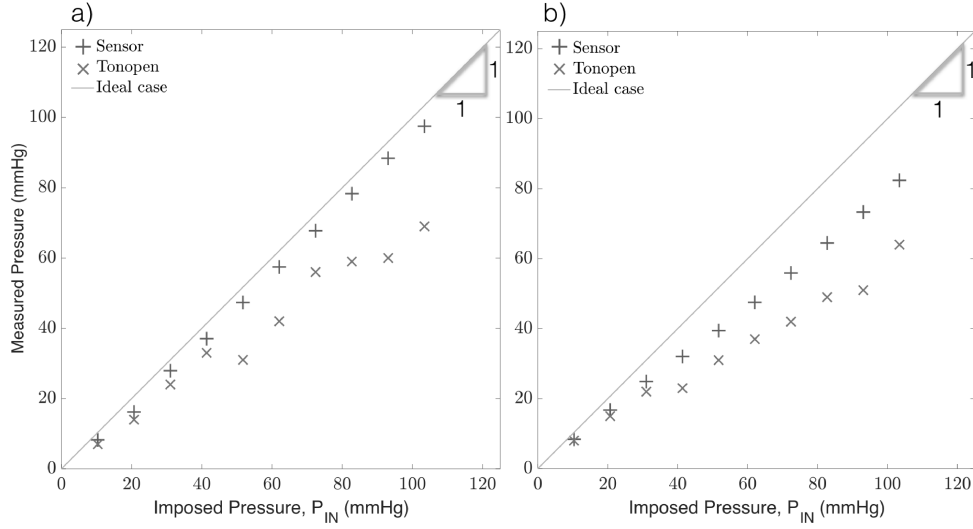 a)
120
100
80
60
40
20
0
Measured Pressure (mmHg)
Sensor
Tonopen
Ideal case
1
1
0 20 40 60 80 100 120
Imposed Pressure, P_IN (mmHg)
b)
120
100
80
60
40
20
0
Sensor
Tonopen
Ideal case
1
1
0 20 40 60 80 100 120
Imposed Pressure, P_IN (mmHg)